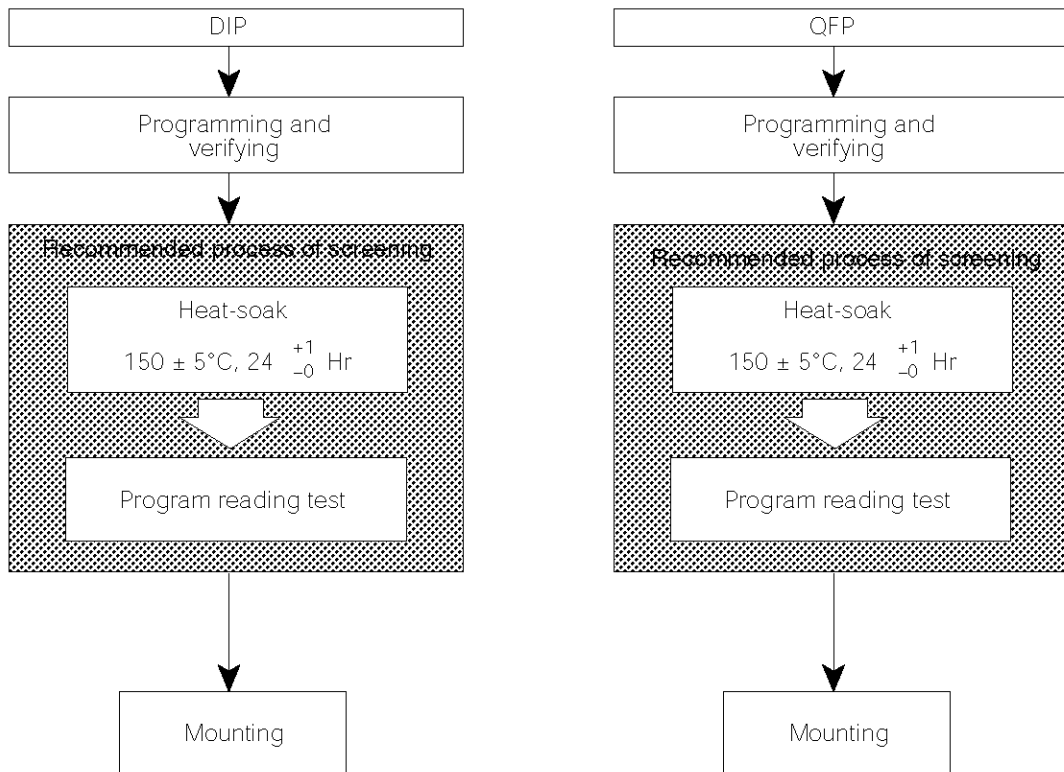 DIP
Programming and
verifying
Recommended process of screening
Heat-soak
150 ± 5°C, 24 +1 −0 Hr
Program reading test
Mounting
QFP
Programming and
verifying
Recommended process of screening
Heat-soak
150 ± 5°C, 24 +1 −0 Hr
Program reading test
Mounting